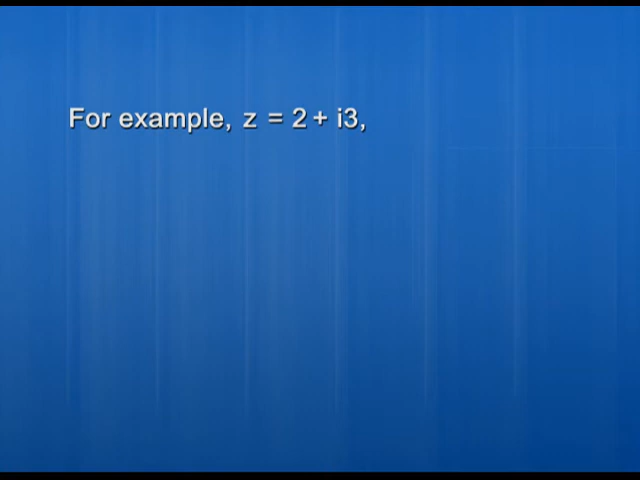 For example, z = 2 + i3,